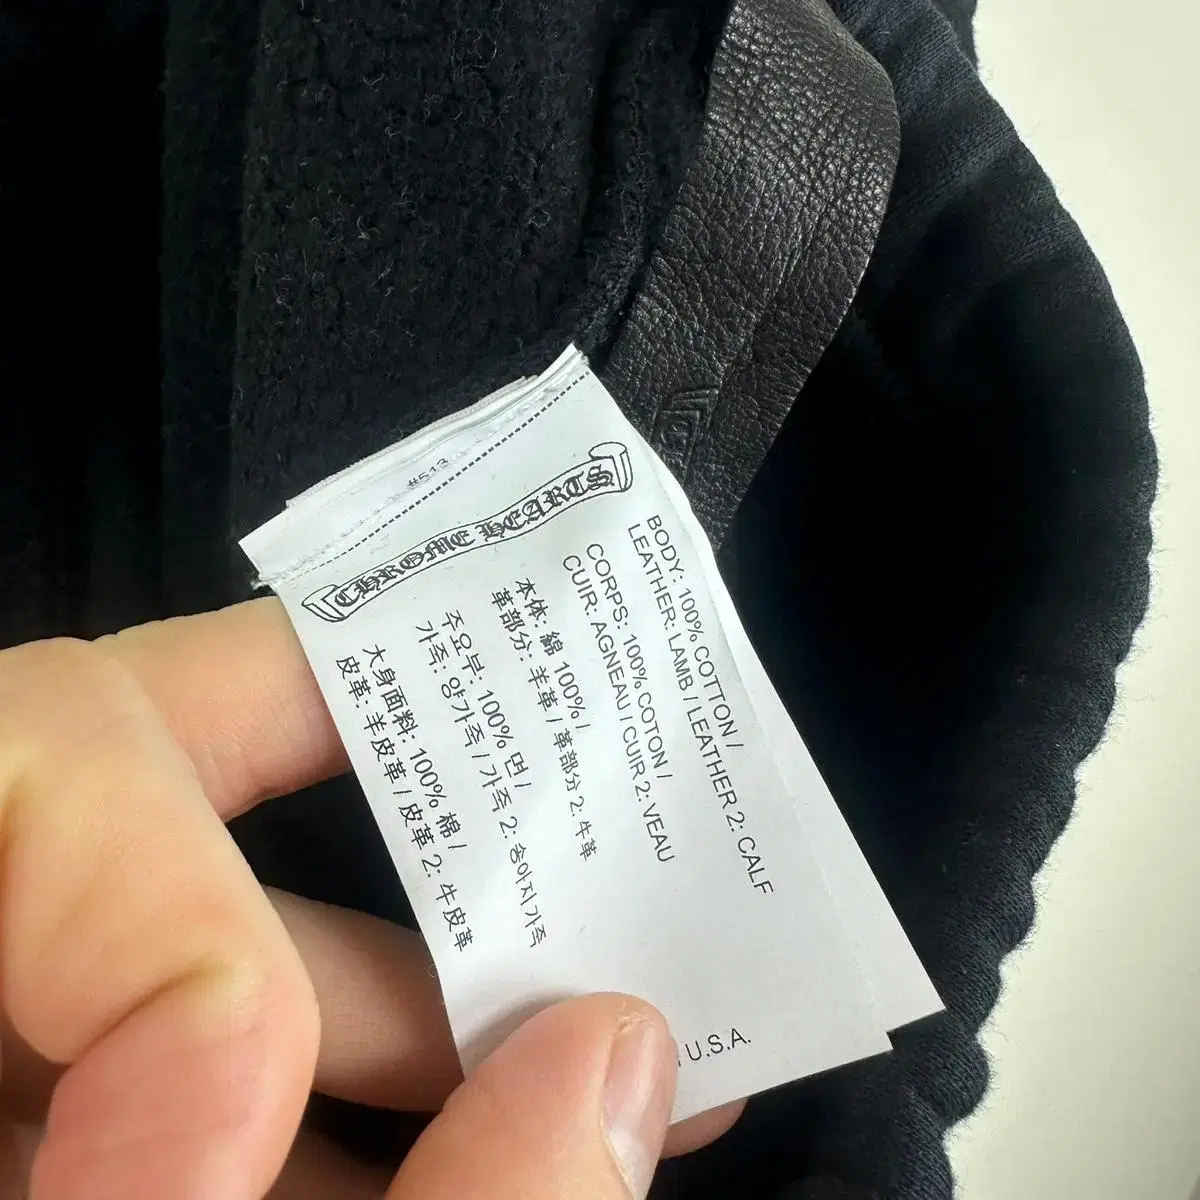 #513
CHROME HEARTS
BODY: 100% COTTON /
LEATHER: LAMB / LEATHER 2: CALF
CORPS: 100% COTON /
CUIR: AGNEAU / CUIR 2: VEAU
本体: 綿 100% /
革部分: 羊革 / 革部分 2: 牛革
주요부: 100% 면 /
가죽: 양가죽 / 가죽 2: 송아지가죽
大身面料: 100% 棉 /
皮革: 羊皮革 / 皮革 2: 牛皮革
U.S.A.